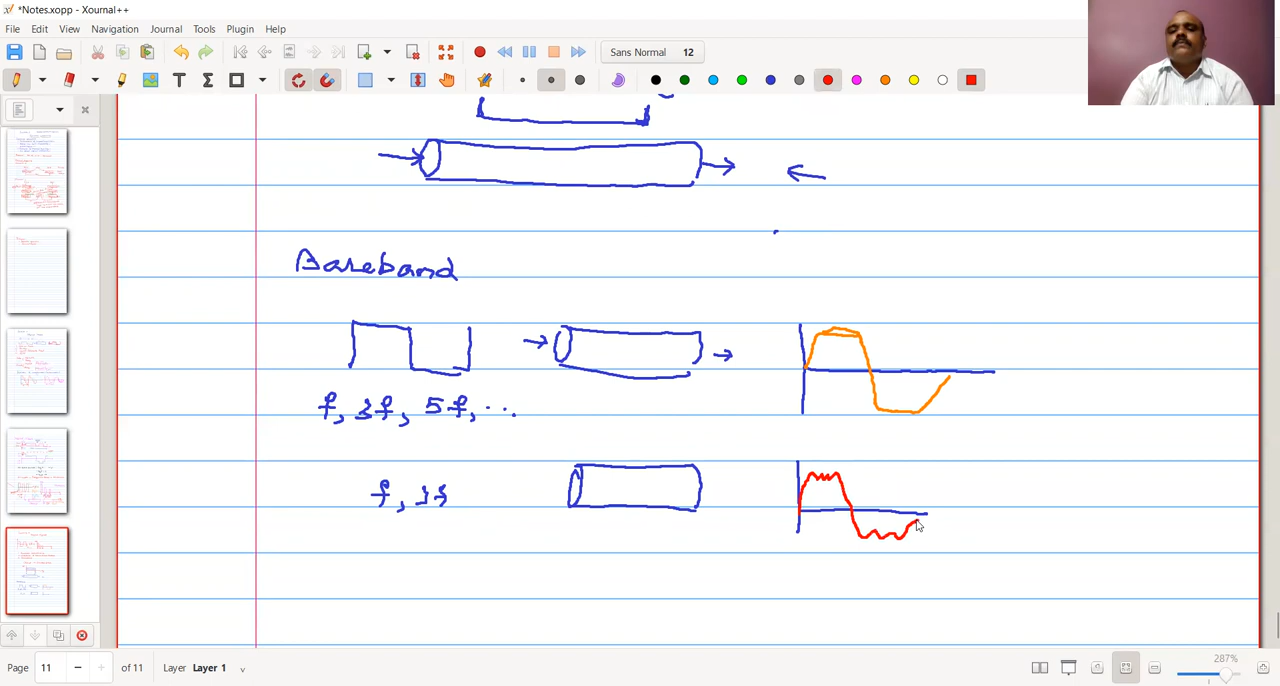 *Notes.xopp - Xournal++
File Edit View Navigation Journal Tools Plugin Help
Sans Normal 12
Baseband
f, 3f, 5f, ...
f, 3f
Page 11 of 11 Layer Layer 1 287%